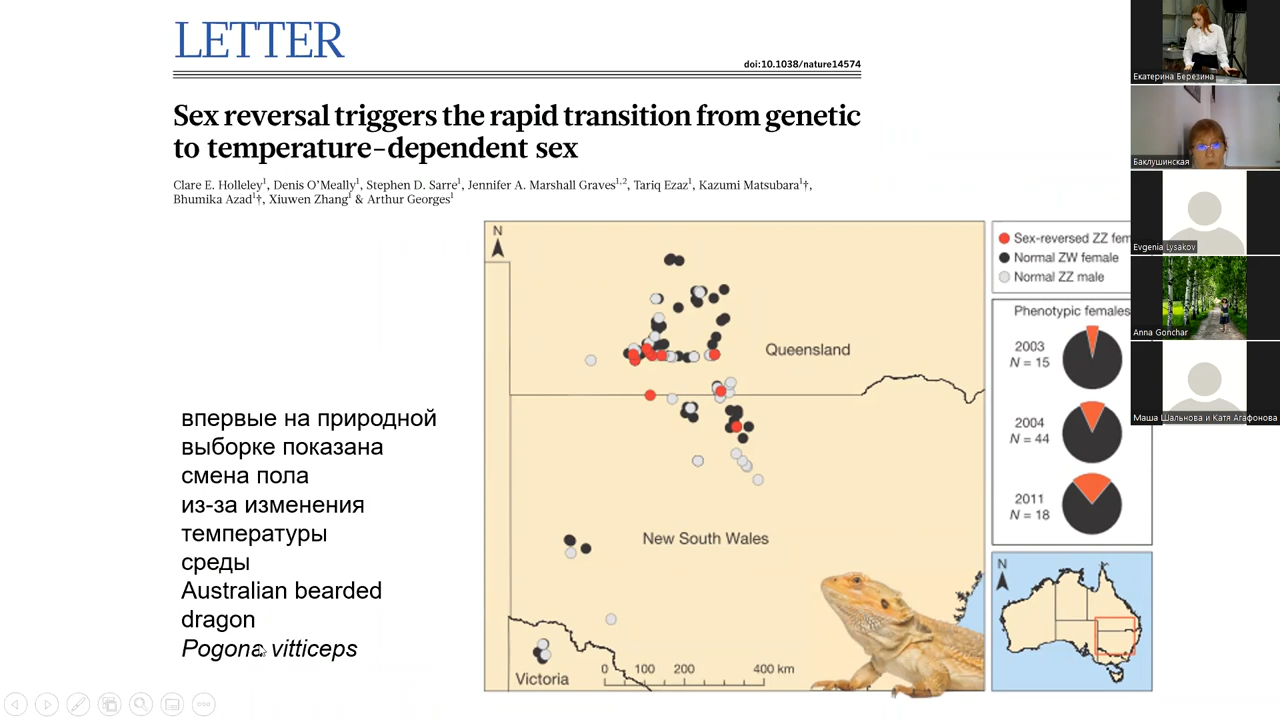 LETTER
doi:10.1038/nature14574
Sex reversal triggers the rapid transition from genetic
to temperature-dependent sex
Clare E. Holleley1, Denis O'Meally1, Stephen D. Sarre1, Jennifer A. Marshall Graves1,2, Tariq Ezaz1, Kazumi Matsubara1†,
Bhumika Azad1†, Xiuwen Zhang1 & Arthur Georges1
впервые на природной
выборке показана
смена пола
из-за изменения
температуры
среды
Australian bearded
dragon
Pogona vitticeps
N
Queensland
New South Wales
Victoria
0 100 200 400 km
Sex-reversed ZZ fem
Normal ZW female
Normal ZZ male
Phenotypic females
2003
N = 15
2004
N = 44
2011
N = 18
N
Екатерина Березина
Баклушинская
Evgenia Lysakov
Anna Gonchar
Маша Шальнова и Катя Агафонова